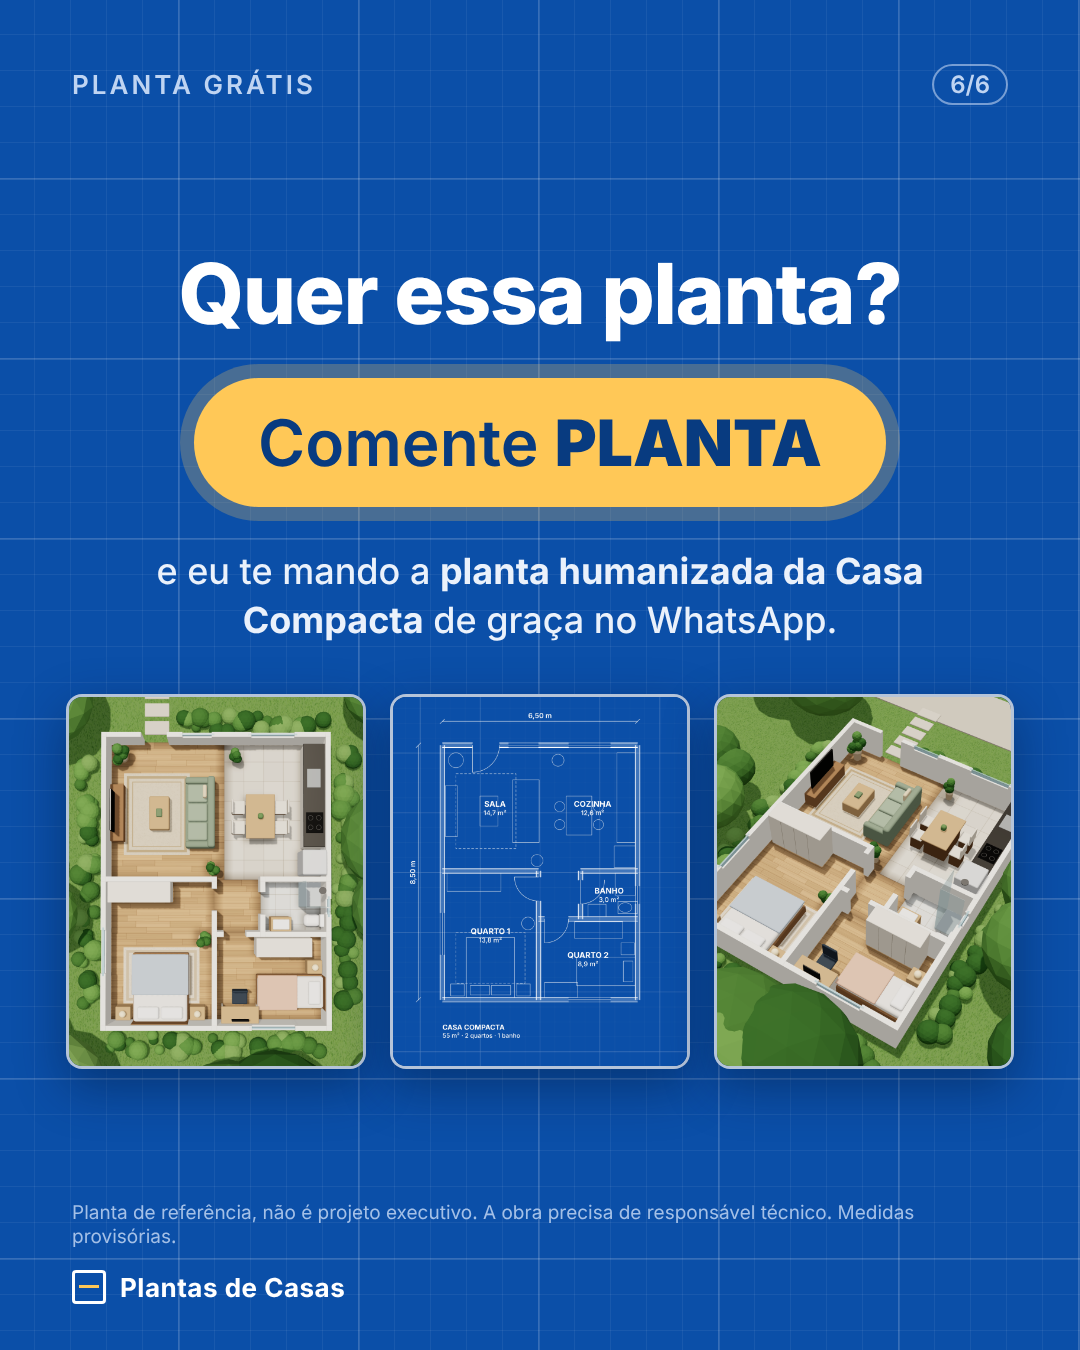 PLANTA GRÁTIS
6/6
Quer essa planta?
Comente PLANTA
e eu te mando a planta humanizada da Casa
Compacta de graça no WhatsApp.
6,50 m
SALA
14,7 m²
COZINHA
12,6 m²
8,50 m
BANHO
3,0 m²
QUARTO 1
13,8 m²
QUARTO 2
8,9 m²
CASA COMPACTA
55 m² · 2 quartos · 1 banho
Planta de referência, não é projeto executivo. A obra precisa de responsável técnico. Medidas
provisórias.
Plantas de Casas